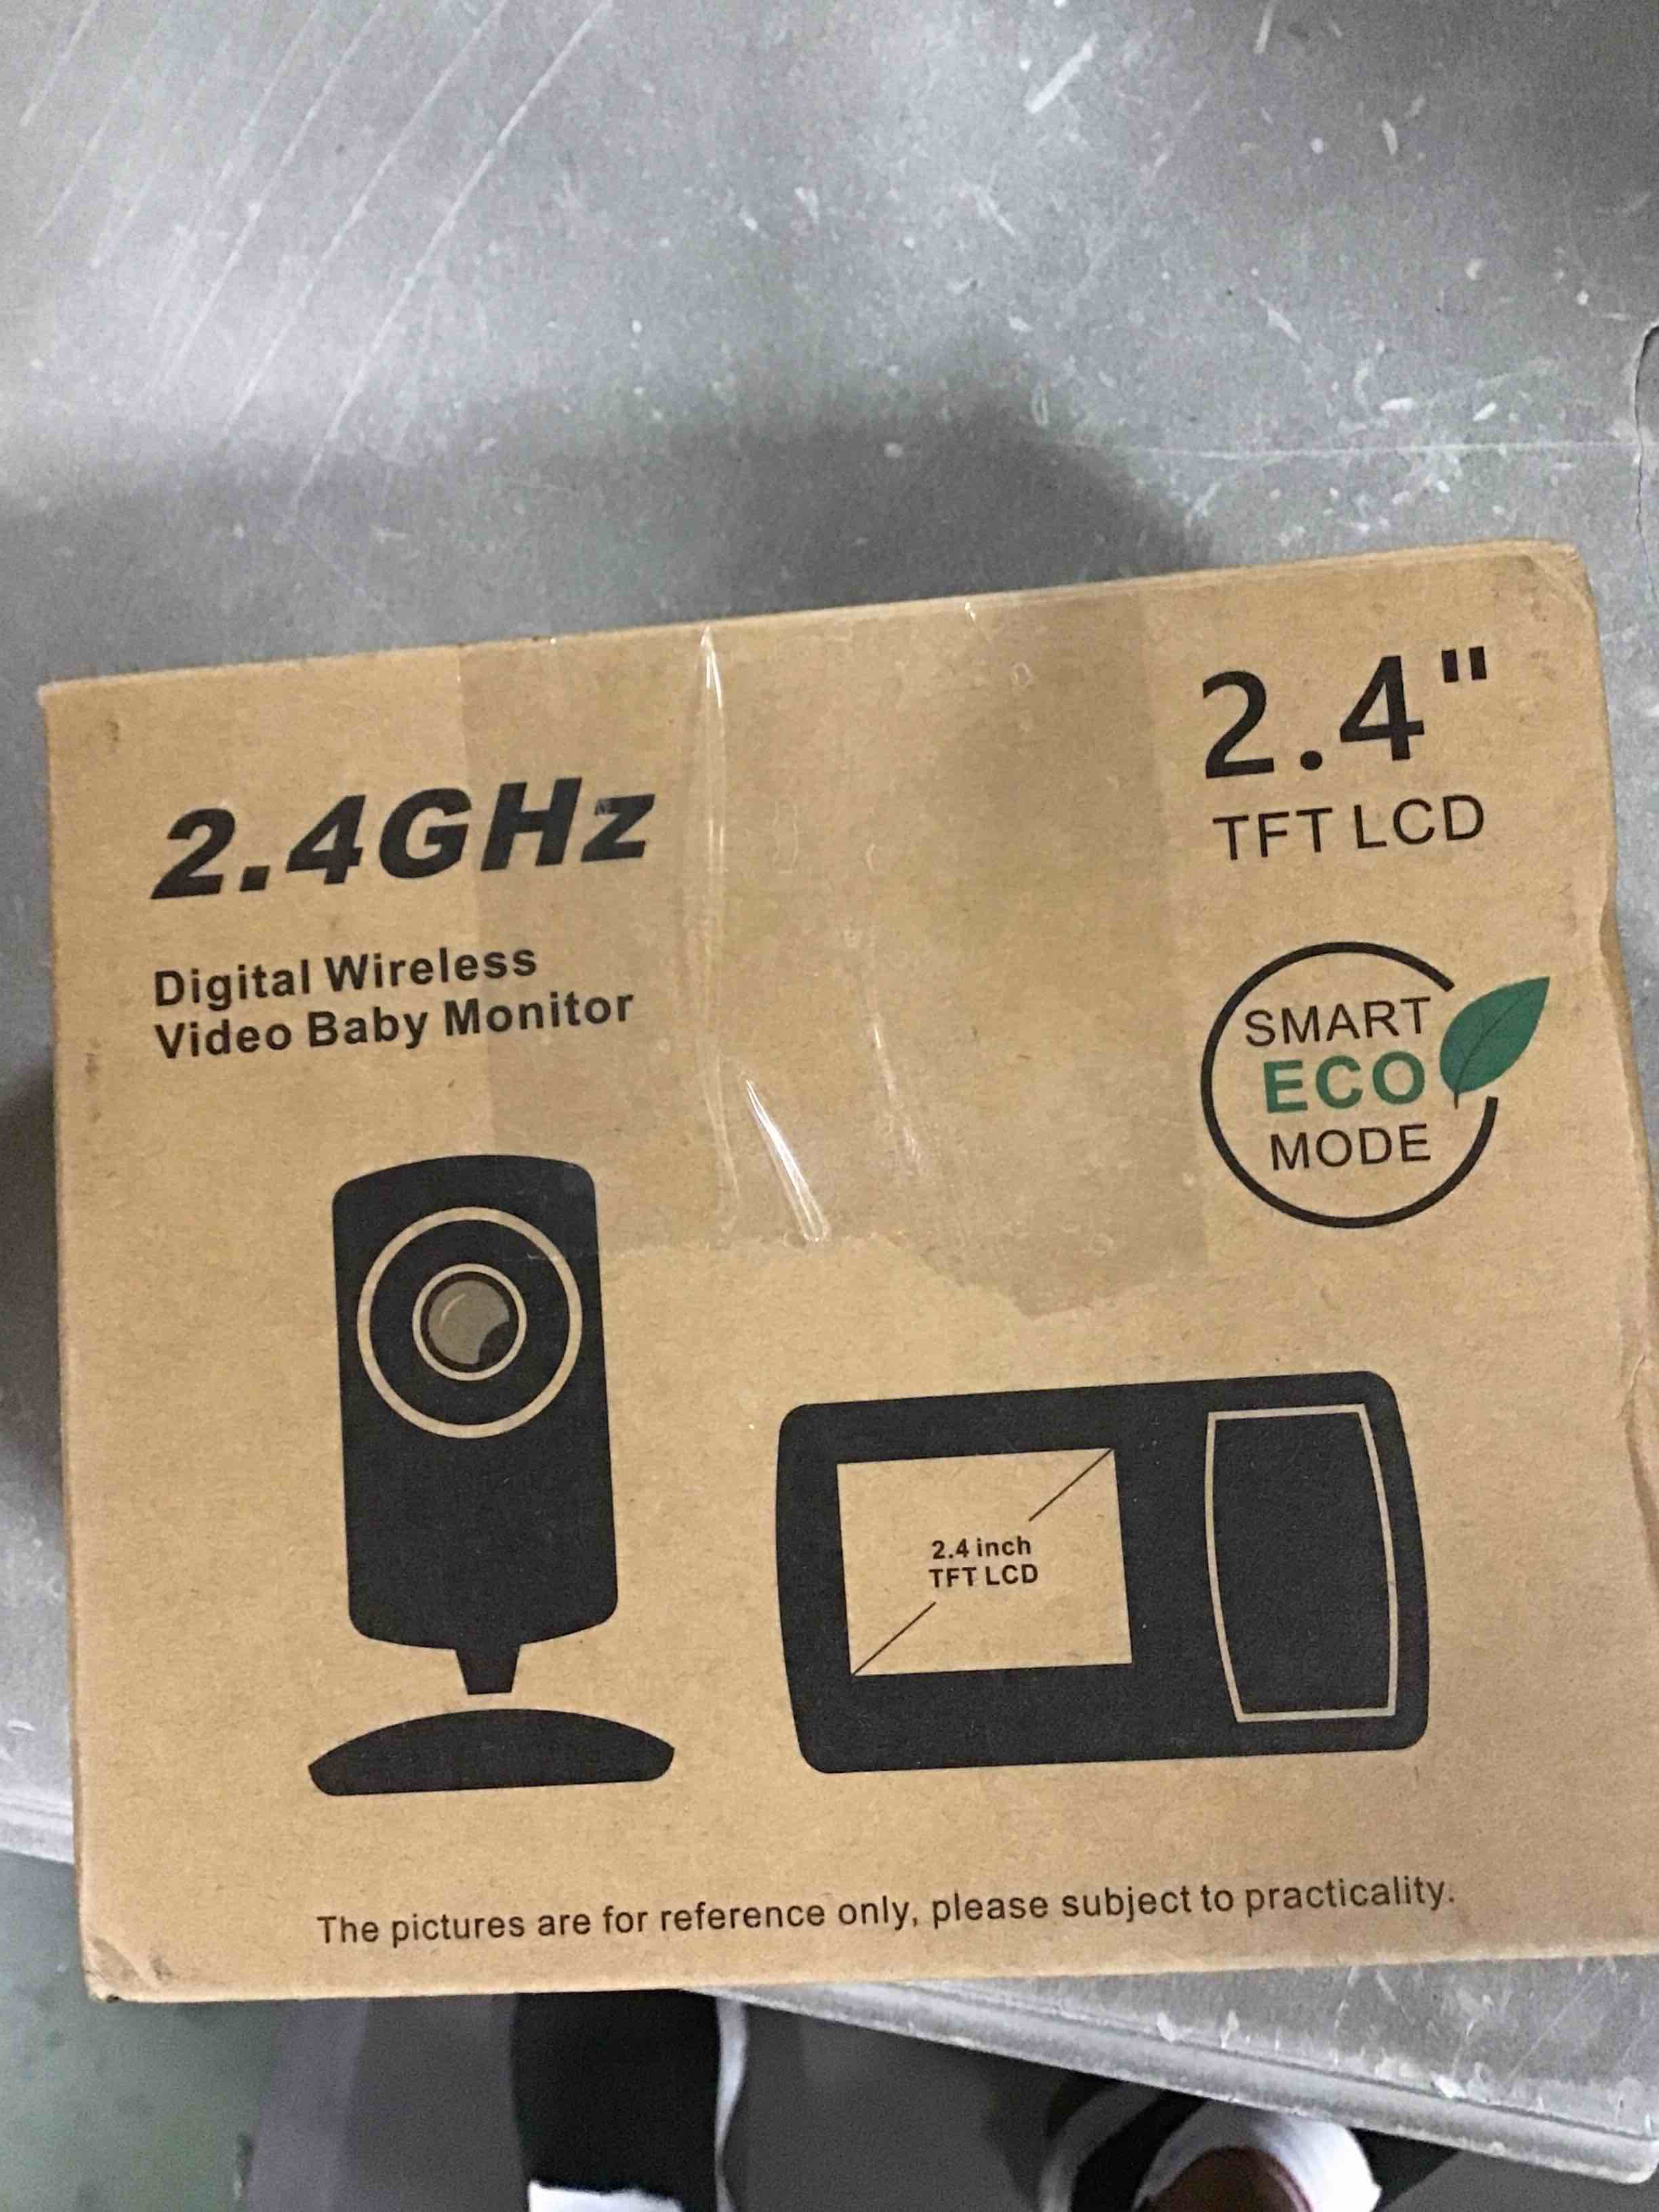 2.4GHz
Digital Wireless
Video Baby Monitor
2.4"
TFT LCD
SMART
ECO
MODE
2.4 inch
TFT LCD
The pictures are for reference only, please subject to practicality.